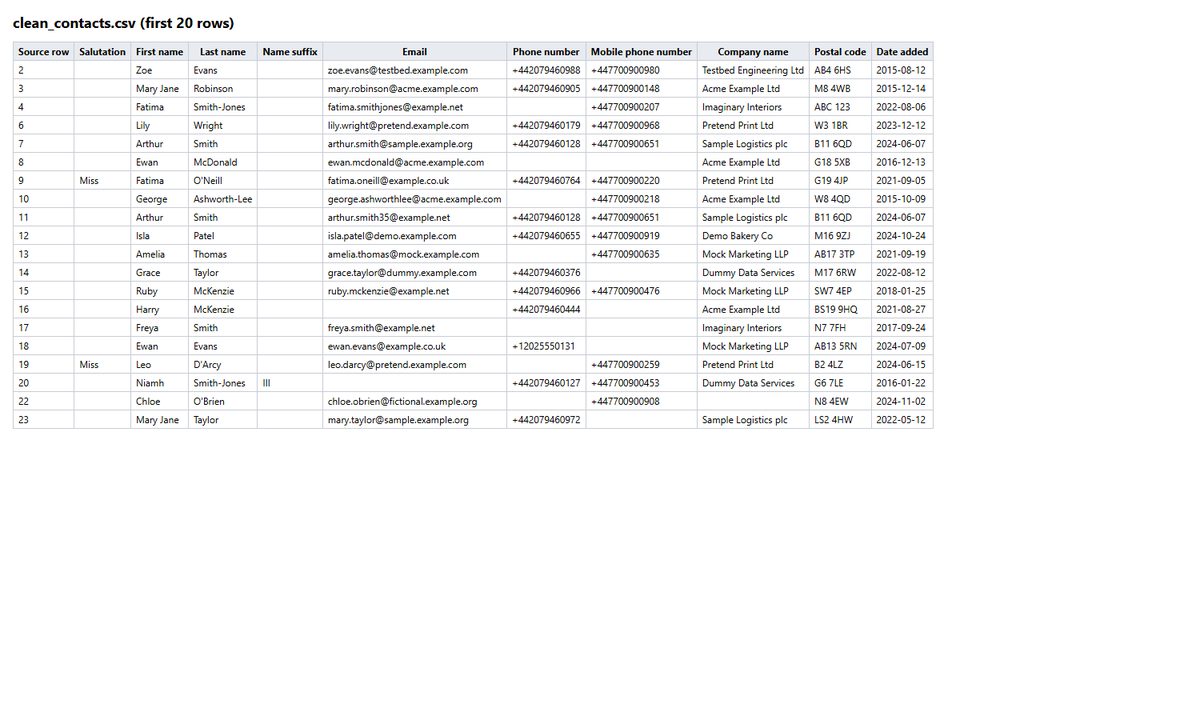 clean_contacts.csv (first 20 rows)
Source row Salutation First name Last name Name suffix Email Phone number Mobile phone number Company name Postal code Date added
2 Zoe Evans zoe.evans@testbed.example.com +442079460988 +447700900980 Testbed Engineering Ltd AB4 6HS 2015-08-12
3 Mary Jane Robinson mary.robinson@acme.example.com +442079460905 +447700900148 Acme Example Ltd M8 4WB 2015-12-14
4 Fatima Smith-Jones fatima.smithjones@example.net +447700900207 Imaginary Interiors ABC 123 2022-08-06
6 Lily Wright lily.wright@pretend.example.com +442079460179 +447700900968 Pretend Print Ltd W3 1BR 2023-12-12
7 Arthur Smith arthur.smith@sample.example.org +442079460128 +447700900651 Sample Logistics plc B11 6QD 2024-06-07
8 Ewan McDonald ewan.mcdonald@acme.example.com Acme Example Ltd G18 5XB 2016-12-13
9 Miss Fatima O'Neill fatima.oneill@example.co.uk +442079460764 +447700900220 Pretend Print Ltd G19 4JP 2021-09-05
10 George Ashworth-Lee george.ashworthlee@acme.example.com +447700900218 Acme Example Ltd W8 4QD 2015-10-09
11 Arthur Smith arthur.smith35@example.net +442079460128 +447700900651 Sample Logistics plc B11 6QD 2024-06-07
12 Isla Patel isla.patel@demo.example.com +442079460655 +447700900919 Demo Bakery Co M16 9ZJ 2024-10-24
13 Amelia Thomas amelia.thomas@mock.example.com +447700900635 Mock Marketing LLP AB17 3TP 2021-09-19
14 Grace Taylor grace.taylor@dummy.example.com +442079460376 Dummy Data Services M17 6RW 2022-08-12
15 Ruby McKenzie ruby.mckenzie@example.net +442079460966 +447700900476 Mock Marketing LLP SW7 4EP 2018-01-25
16 Harry McKenzie +442079460444 Acme Example Ltd BS19 9HQ 2021-08-27
17 Freya Smith freya.smith@example.net Imaginary Interiors N7 7FH 2017-09-24
18 Ewan Evans ewan.evans@example.co.uk +12025550131 Mock Marketing LLP AB13 5RN 2024-07-09
19 Miss Leo D'Arcy leo.darcy@pretend.example.com +447700900259 Pretend Print Ltd B2 4LZ 2024-06-15
20 Niamh Smith-Jones III +442079460127 +447700900453 Dummy Data Services G6 7LE 2016-01-22
22 Chloe O'Brien chloe.obrien@fictional.example.org +447700900908 N8 4EW 2024-11-02
23 Mary Jane Taylor mary.taylor@sample.example.org +442079460972 Sample Logistics plc LS2 4HW 2022-05-12